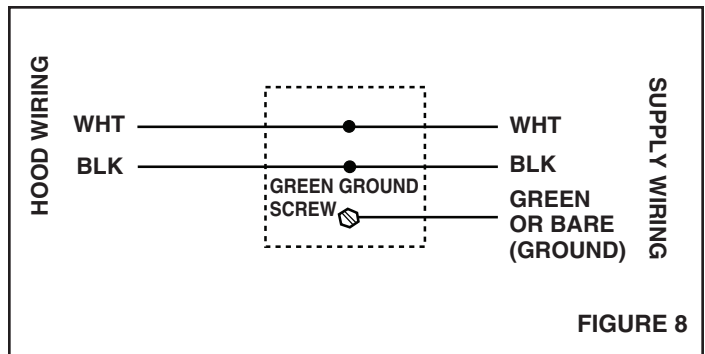 HOOD WIRING
WHT
BLK
GREEN GROUND
SCREW
WHT
BLK
GREEN
OR BARE
(GROUND)
SUPPLY WIRING
FIGURE 8